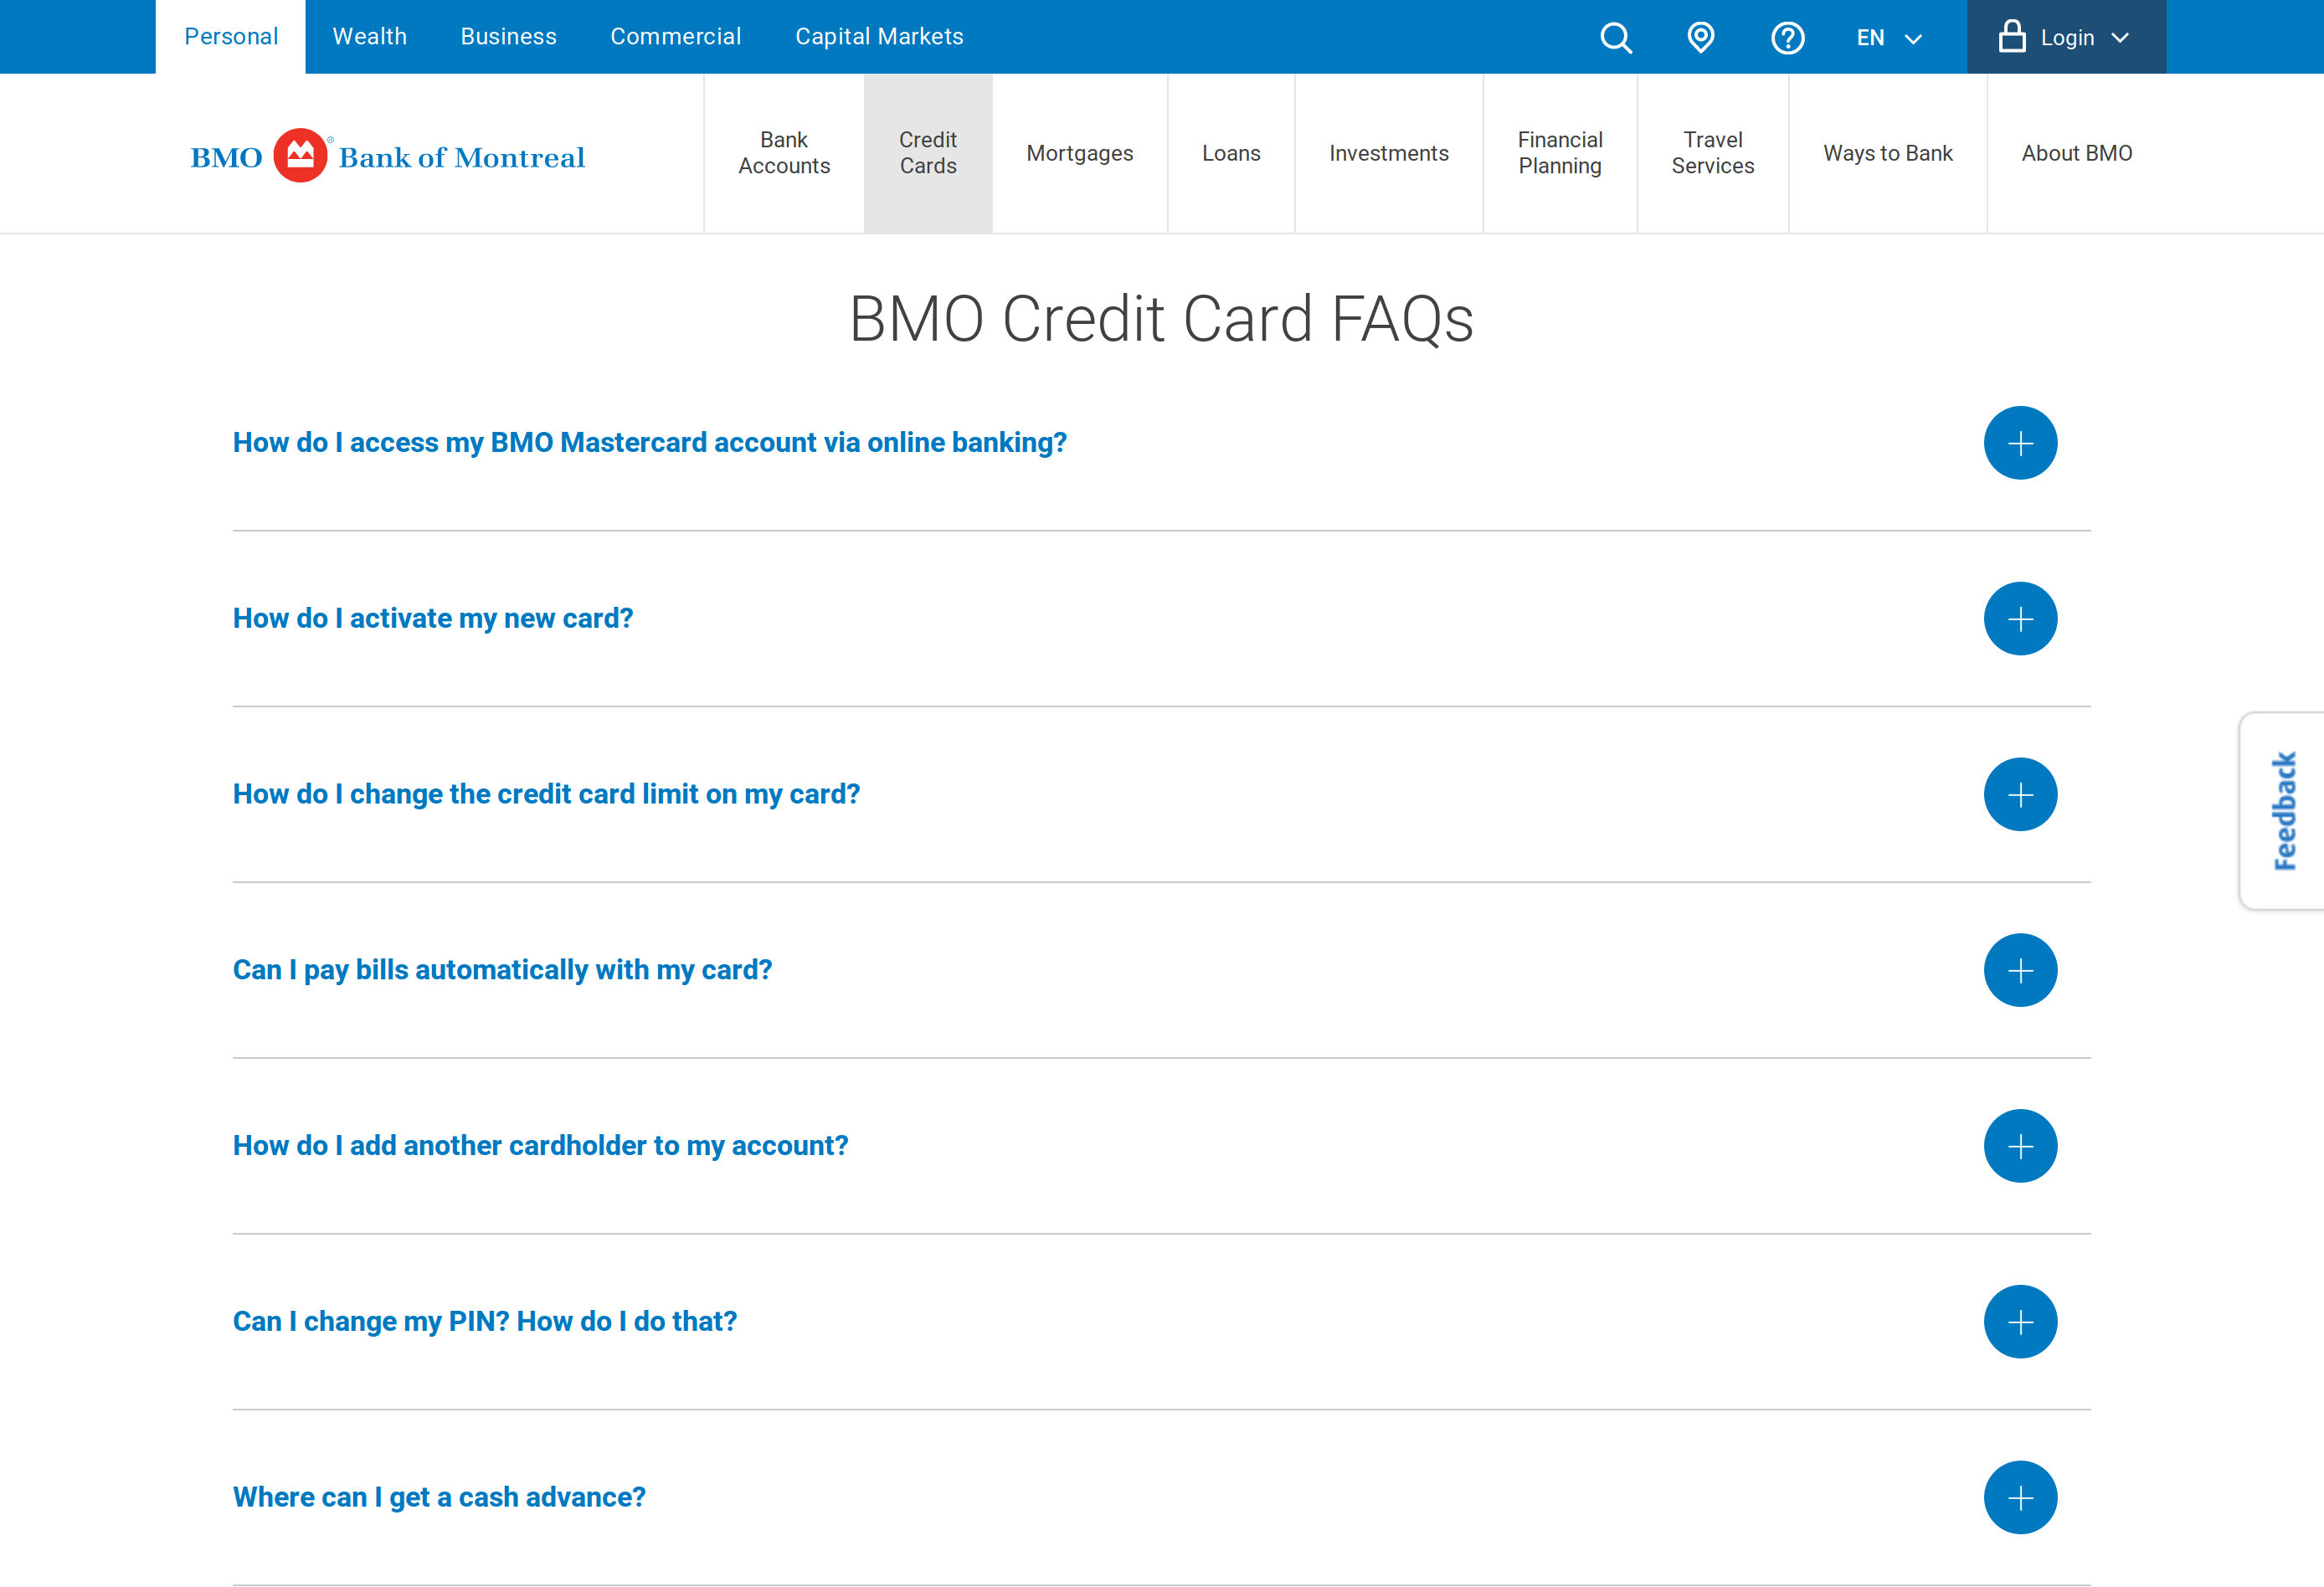 Personal Wealth Business Commercial Capital Markets EN Login
BMO ® Bank of Montreal
Bank
Accounts
Credit
Cards
Mortgages
Loans
Investments
Financial
Planning
Travel
Services
Ways to Bank
About BMO
BMO Credit Card FAQs
How do I access my BMO Mastercard account via online banking?
How do I activate my new card?
How do I change the credit card limit on my card?
Feedback
Can I pay bills automatically with my card?
How do I add another cardholder to my account?
Can I change my PIN? How do I do that?
Where can I get a cash advance?